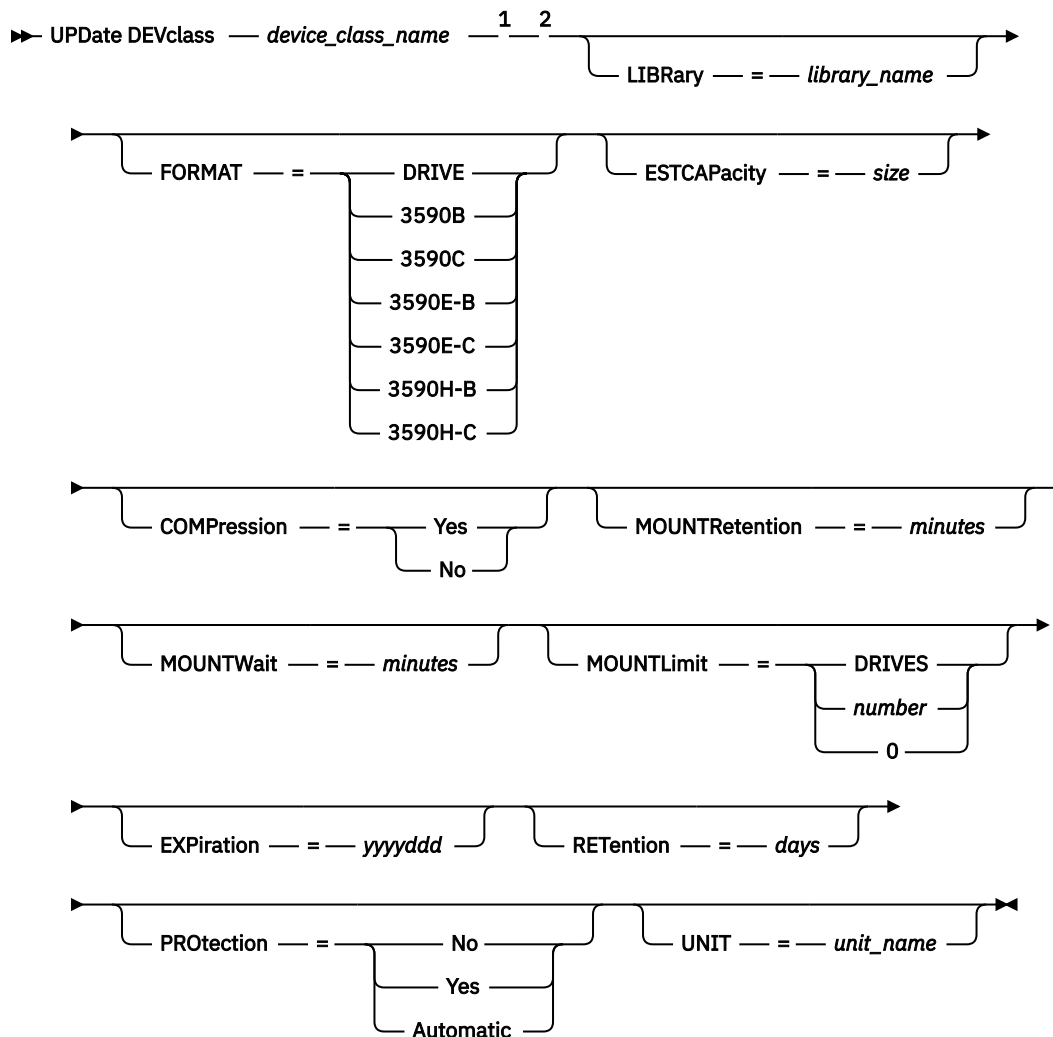 1 2
UPDate DEVclass device_class_name
LIBRary = library_name
FORMAT = DRIVE
3590B
3590C
3590E-B
3590E-C
3590H-B
3590H-C
ESTCAPacity = size
COMPression = Yes
No
MOUNTRetention = minutes
MOUNTWait = minutes
MOUNTLimit = DRIVES
number
0
EXPiration = yyyyddd
RETention = days
PROtection = No
Yes
Automatic
UNIT = unit_name